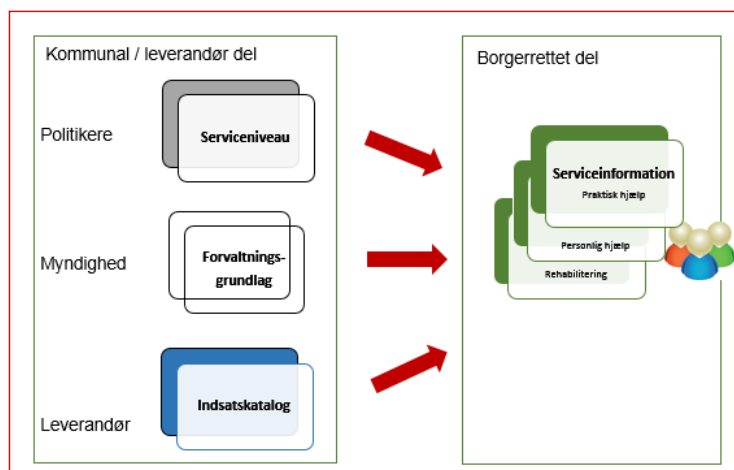 Kommunal / leverandør del
Politikere
Serviceniveau
Myndighed
Forvaltnings-
grundlag
Leverandør
Indsatskatalog
Borgerrettet del
Serviceinformation
Praktisk hjælp
Personlig hjælp
Rehabilitering